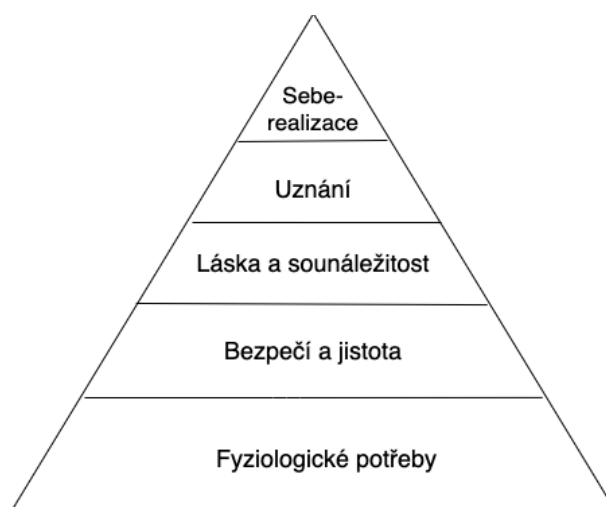 Sebe-
realizace
Uznání
Láska a sounáležitost
Bezpečí a jistota
Fyziologické potřeby